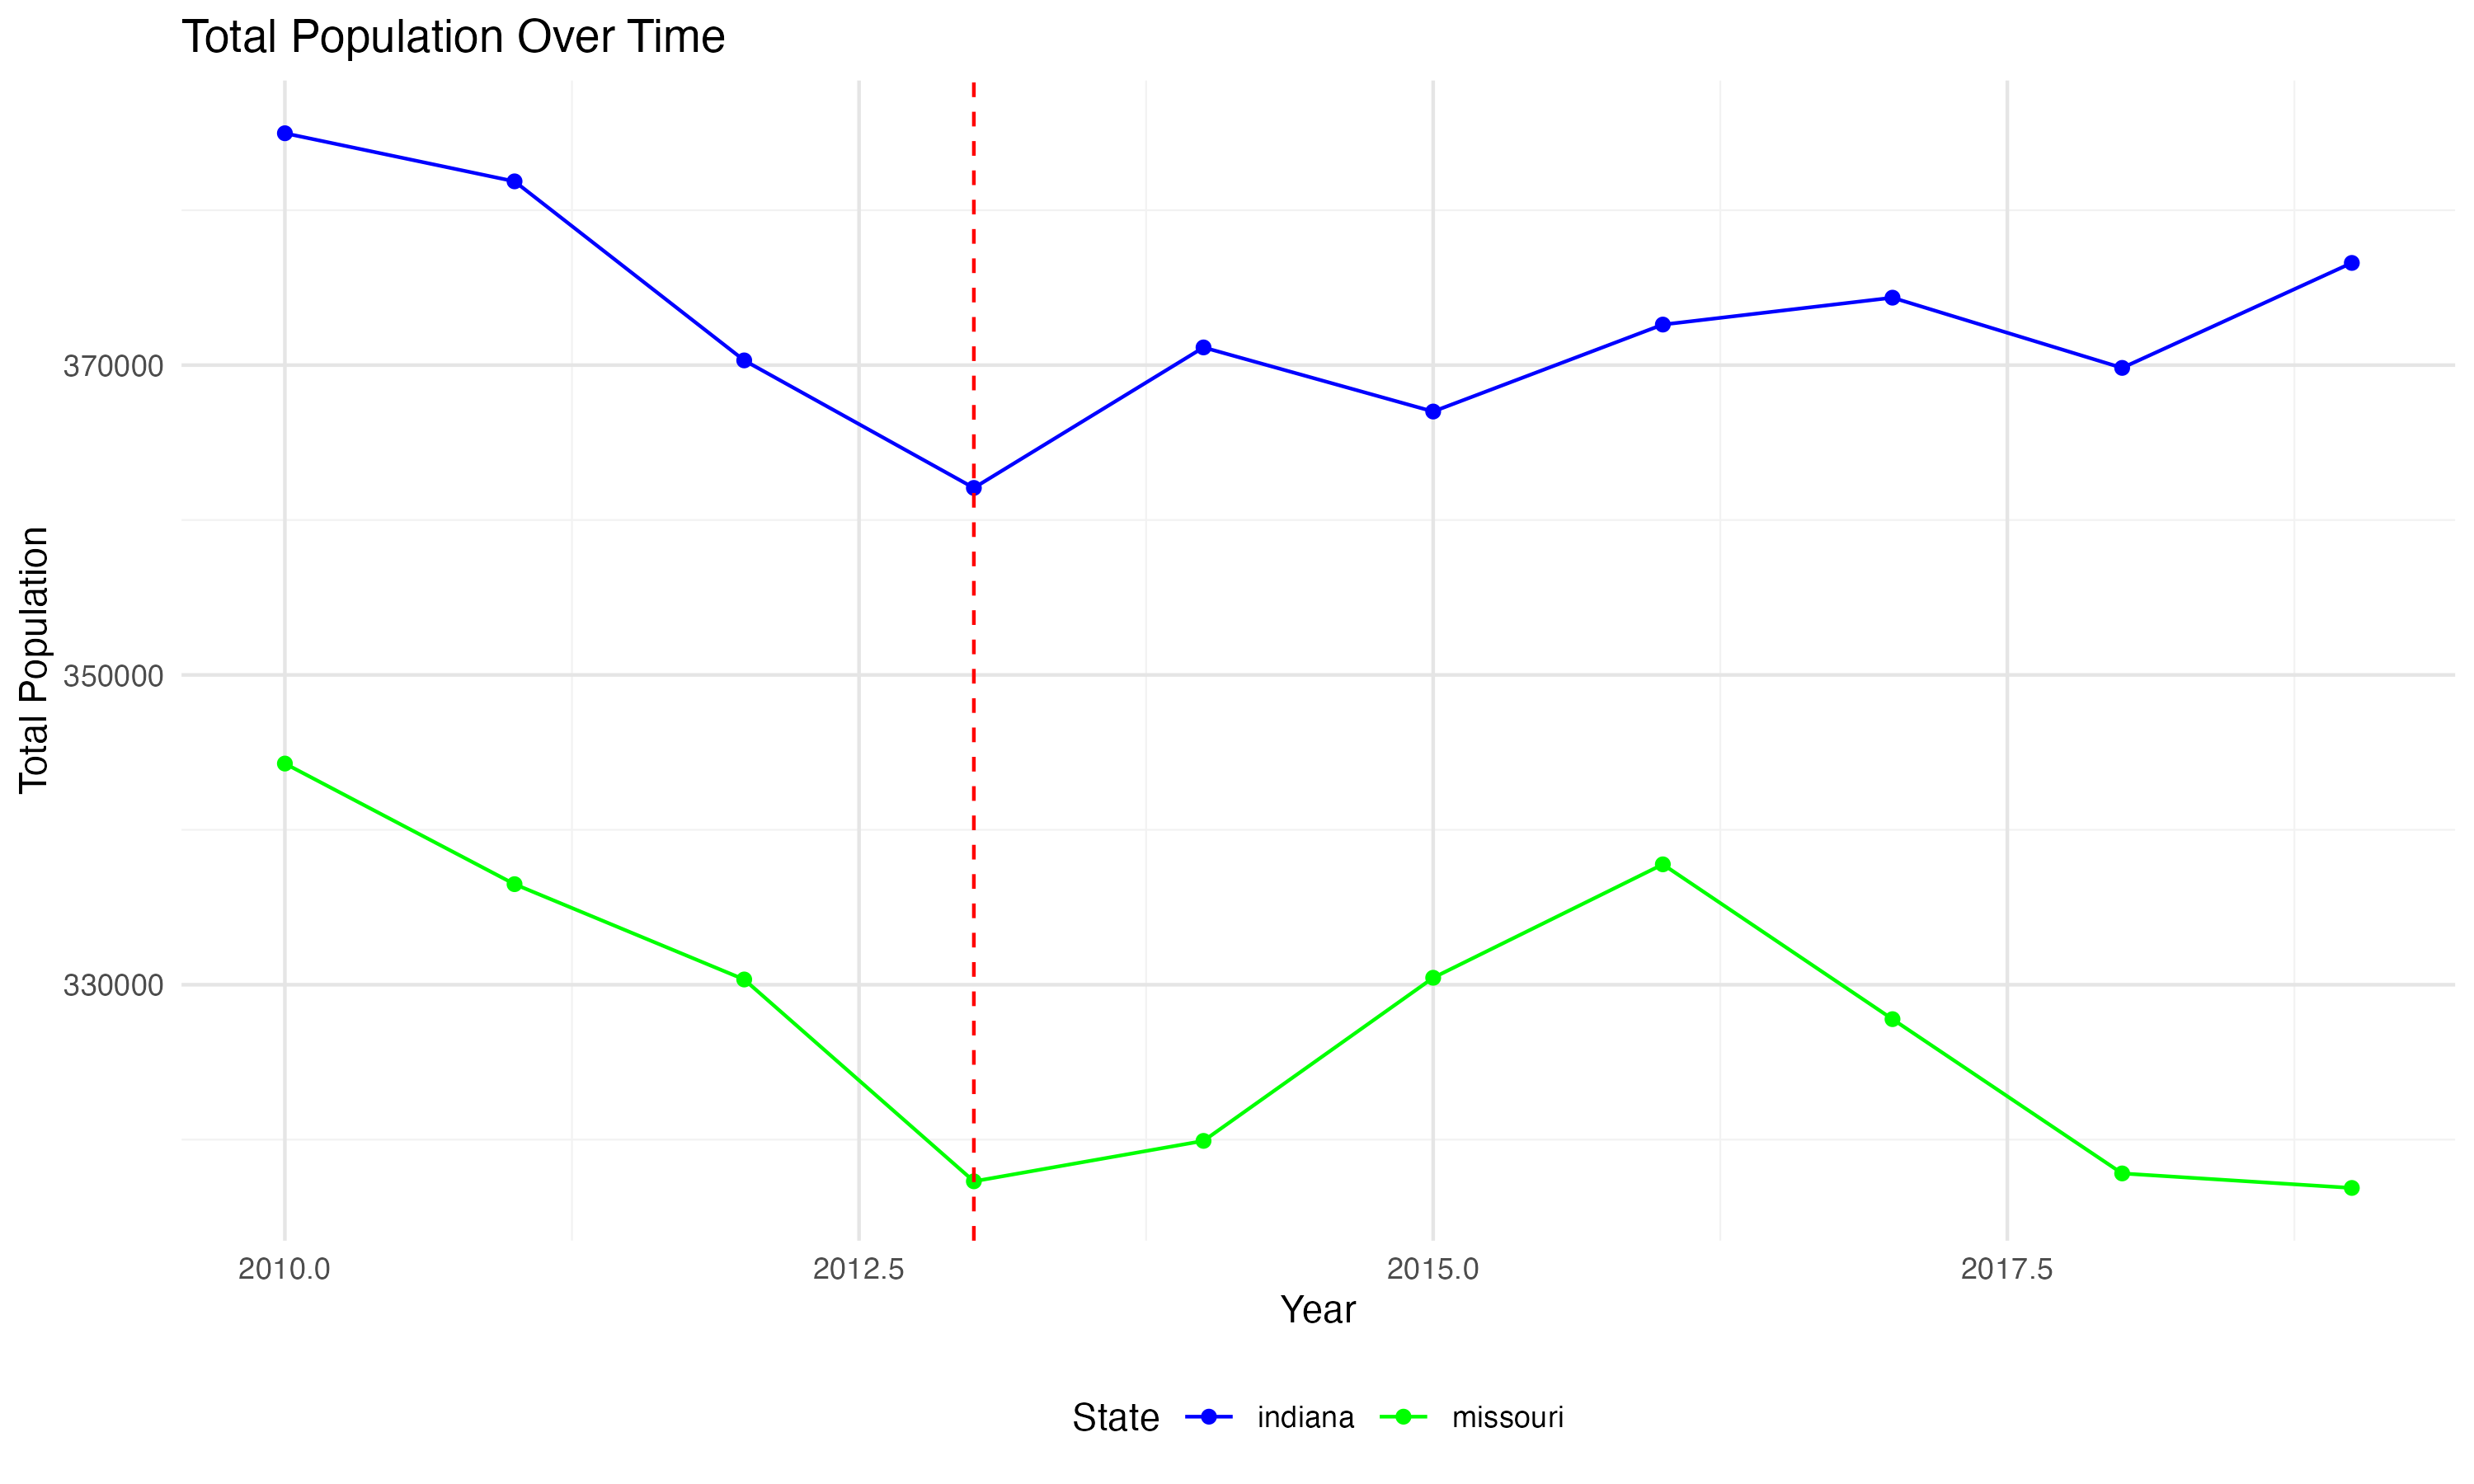 Total Population Over Time
Total Population
370000
350000
330000
2010.0 2012.5 2015.0 2017.5
Year
State indiana missouri